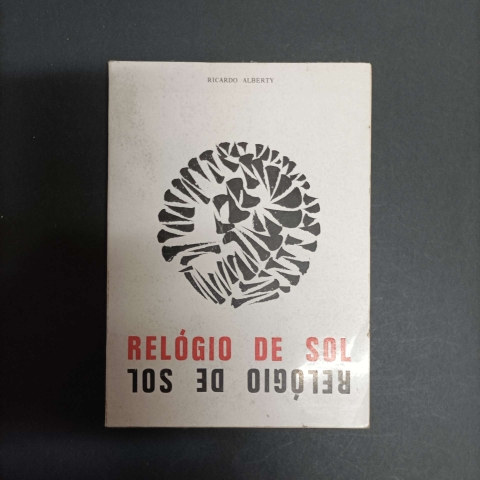 RICARDO ALBERTY
RELÓGIO DE SOL
RELÓGIO DE SOL